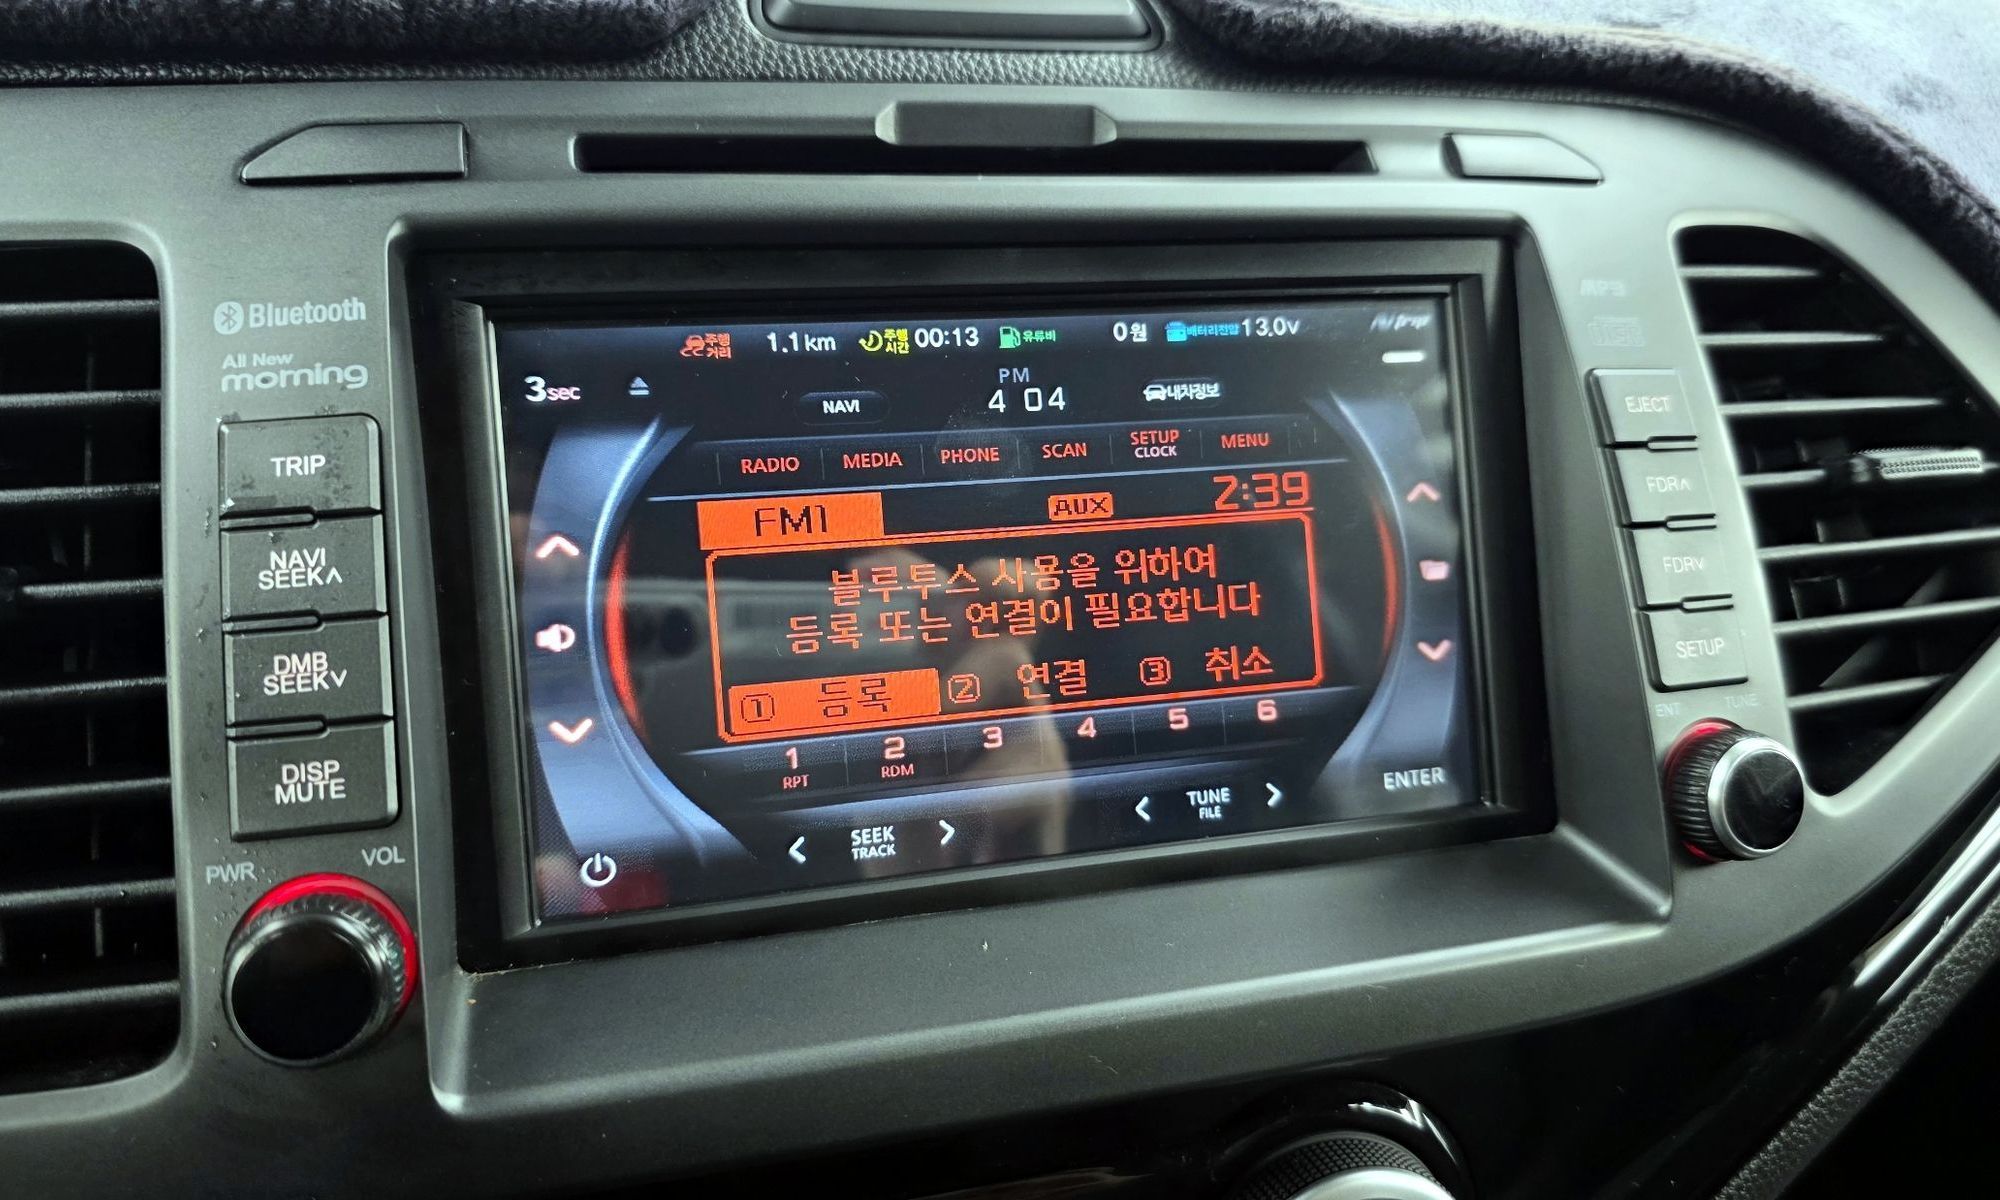 Bluetooth
All New
morning
TRIP
NAVI
SEEK∧
DMB
SEEK∨
DISP
MUTE
PWR
VOL
주행
거리
1.1km
주행
시간
00:13
유류비
0원
배터리전압
13.0v
3sec
PM
4 04
NAVI
내차정보
RADIO
MEDIA
PHONE
SCAN
SETUP
CLOCK
MENU
FM1
AUX
2:39
블루투스 사용을 위하여
등록 또는 연결이 필요합니다
① 등록
② 연결
③ 취소
1
RPT
2
RDM
3
4
5
6
SEEK
TRACK
TUNE
FILE
ENTER
MP3
EJECT
FDR∧
FDR∨
SETUP
ENT
TUNE